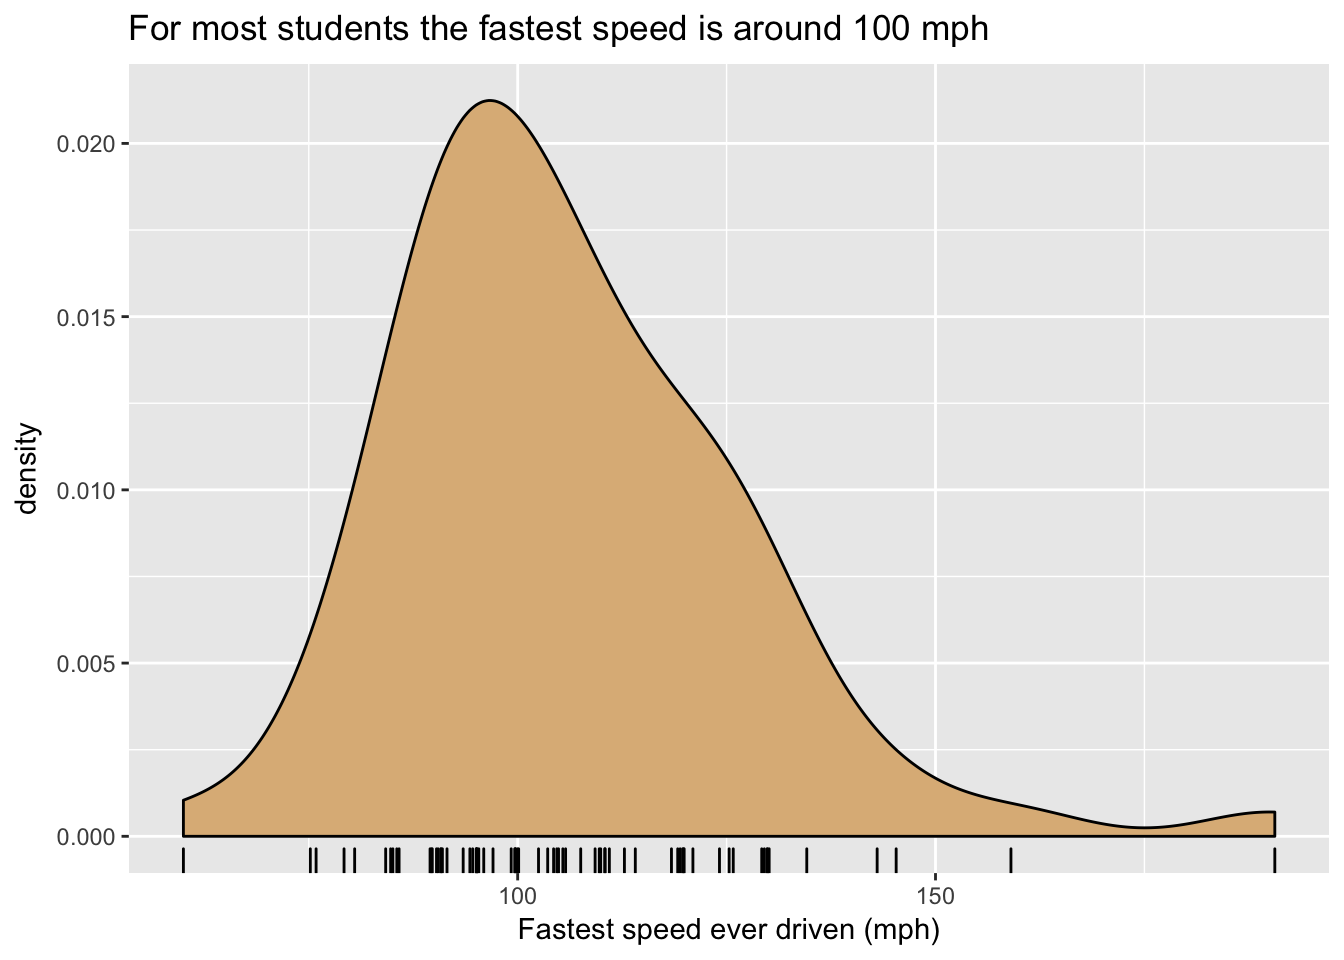 For most students the fastest speed is around 100 mph
0.020
0.015
0.010
0.005
0.000
density
100 150
Fastest speed ever driven (mph)